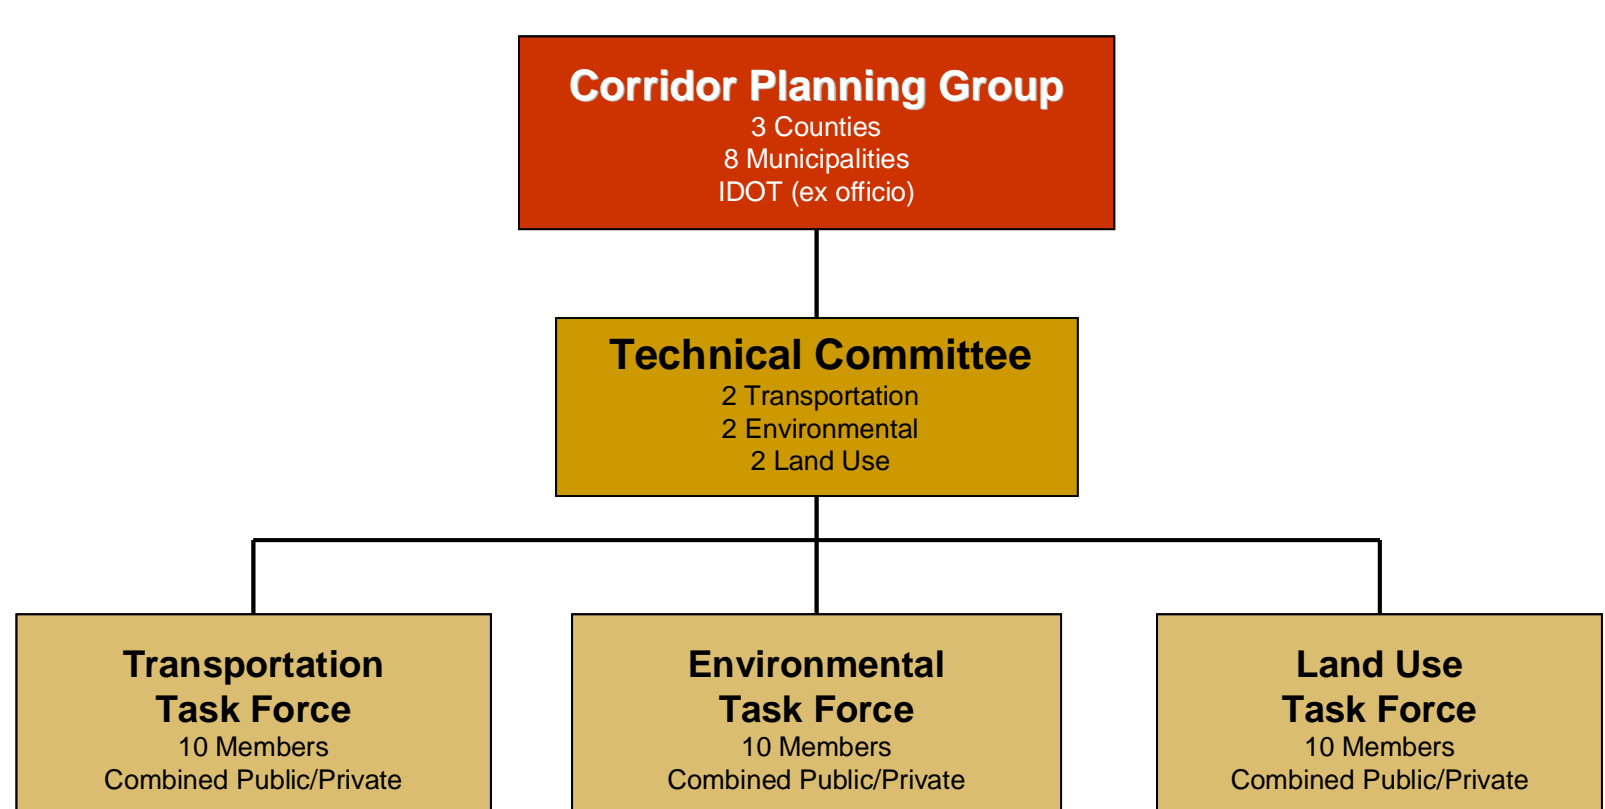 Corridor Planning Group
3 Counties
8 Municipalities
IDOT (ex officio)
Technical Committee
2 Transportation
2 Environmental
2 Land Use
Transportation
Task Force
10 Members
Combined Public/Private
Environmental
Task Force
10 Members
Combined Public/Private
Land Use
Task Force
10 Members
Combined Public/Private